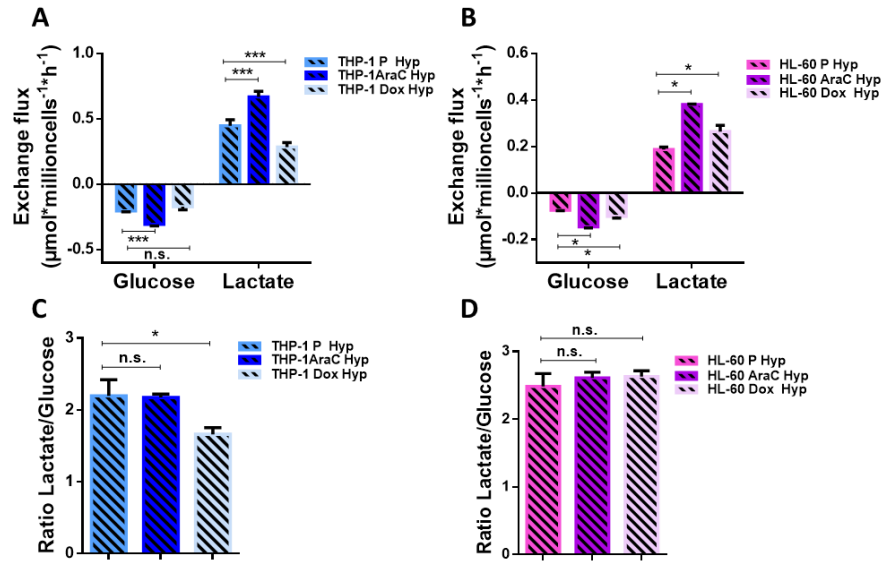 A
Exchange flux
(µmol*millioncells-1*h-1)
1.0
0.5
0.0
-0.5
***
***
***
n.s.
Glucose
Lactate
THP-1 P Hyp
THP-1AraC Hyp
THP-1 Dox Hyp
B
Exchange flux
(µmol*millioncells-1*h-1)
0.6
0.4
0.2
0.0
-0.2
*
*
*
*
Glucose
Lactate
HL-60 P Hyp
HL-60 AraC Hyp
HL-60 Dox Hyp
C
Ratio Lactate/Glucose
3
2
1
0
*
n.s.
THP-1 P Hyp
THP-1AraC Hyp
THP-1 Dox Hyp
D
Ratio Lactate/Glucose
3
2
1
0
n.s.
n.s.
HL-60 P Hyp
HL-60 AraC Hyp
HL-60 Dox Hyp